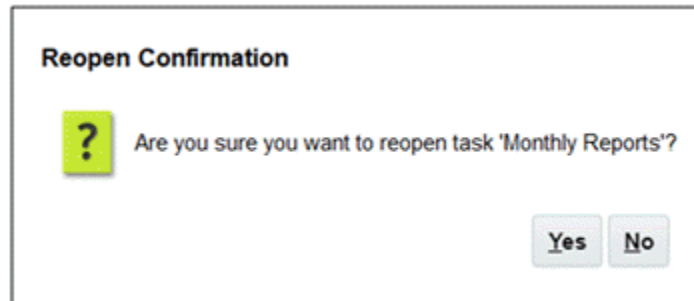 Reopen Confirmation
?
Are you sure you want to reopen task 'Monthly Reports'?
Yes No